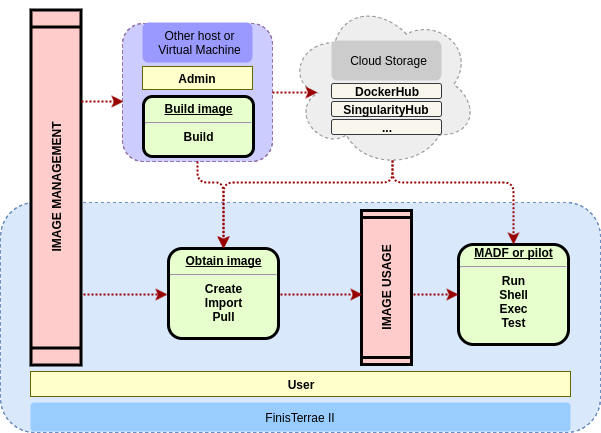 IMAGE MANAGEMENT
Other host or
Virtual Machine
Admin
Build image
Build
Cloud Storage
DockerHub
SingularityHub
...
Obtain image
Create
Import
Pull
IMAGE USAGE
MADF or pilot
Run
Shell
Exec
Test
User
FinisTerrae II